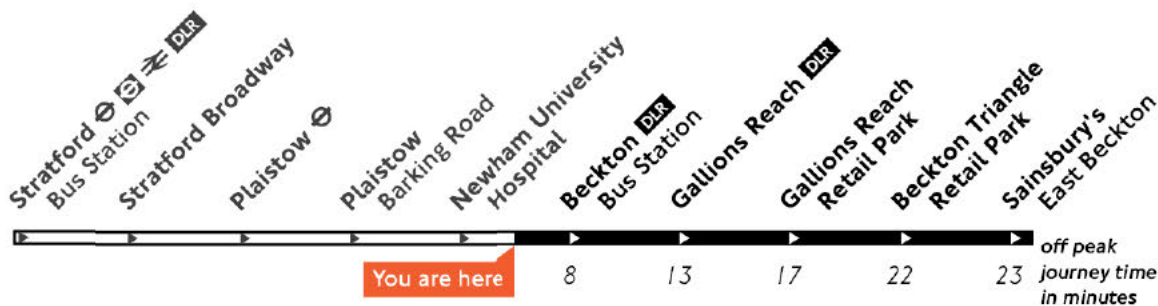 Stratford DLR
Bus Station
Stratford Broadway
Plaistow
Plaistow
Barking Road
Newham University
Hospital
Beckton DLR
Bus Station
Gallions Reach DLR
Gallions Reach
Retail Park
Beckton Triangle
Retail Park
Sainsbury's
East Beckton
You are here
8 13 17 22 23
off peak
journey time
in minutes